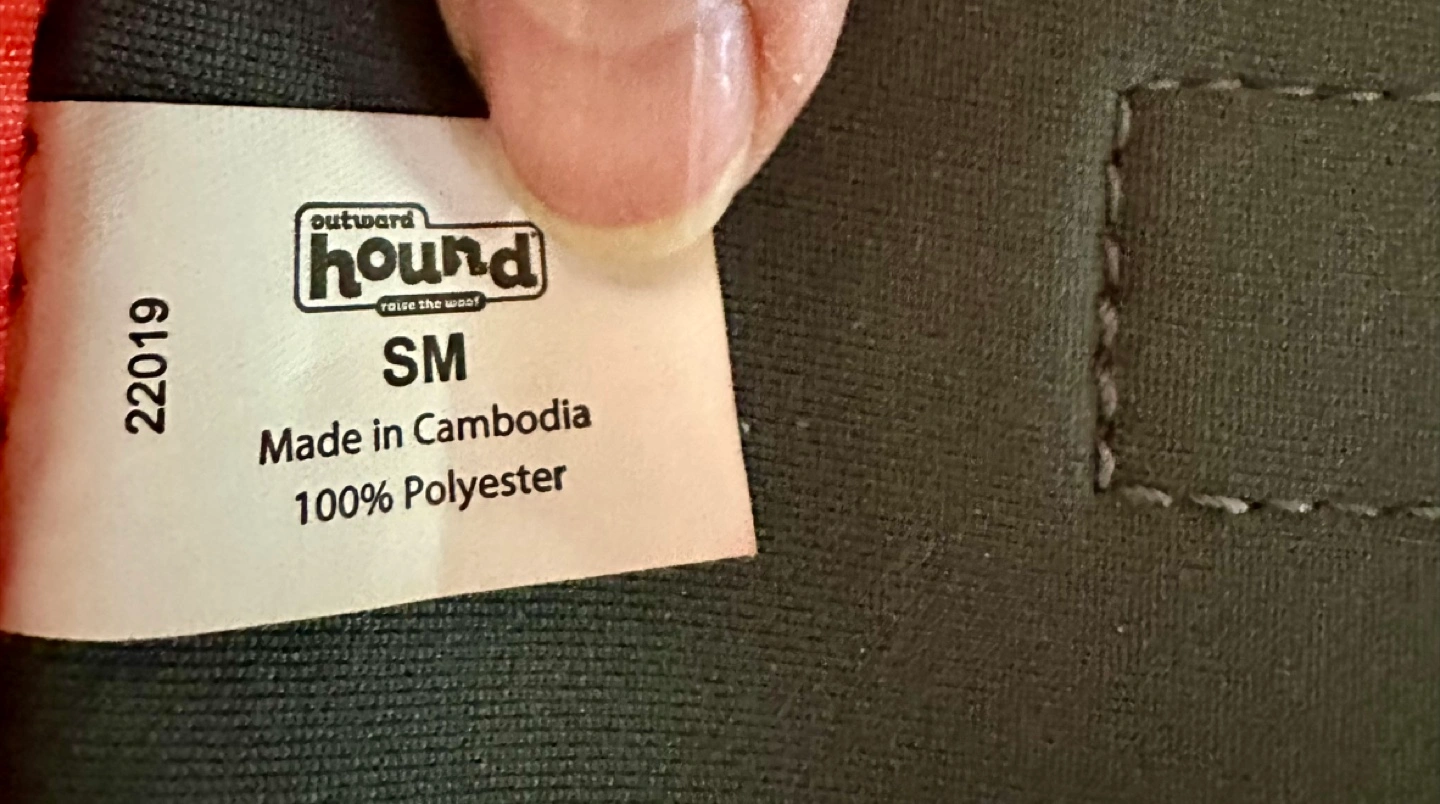 outward
hound
raise the woof
SM
Made in Cambodia
100% Polyester
22019